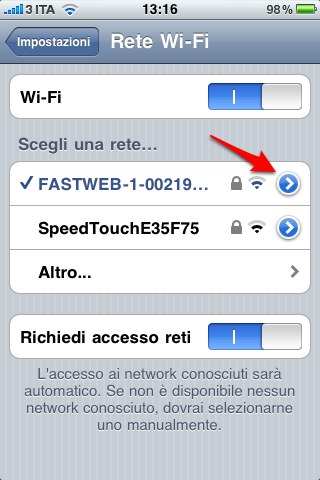 3 ITA 13:16 98%
Impostazioni Rete Wi-Fi
Wi-Fi
Scegli una rete...
FASTWEB-1-00219...
SpeedTouchE35F75
Altro...
Richiedi accesso reti
L'accesso ai network conosciuti sarà
automatico. Se non è disponibile nessun
network conosciuto, dovrai selezionarne
uno manualmente.